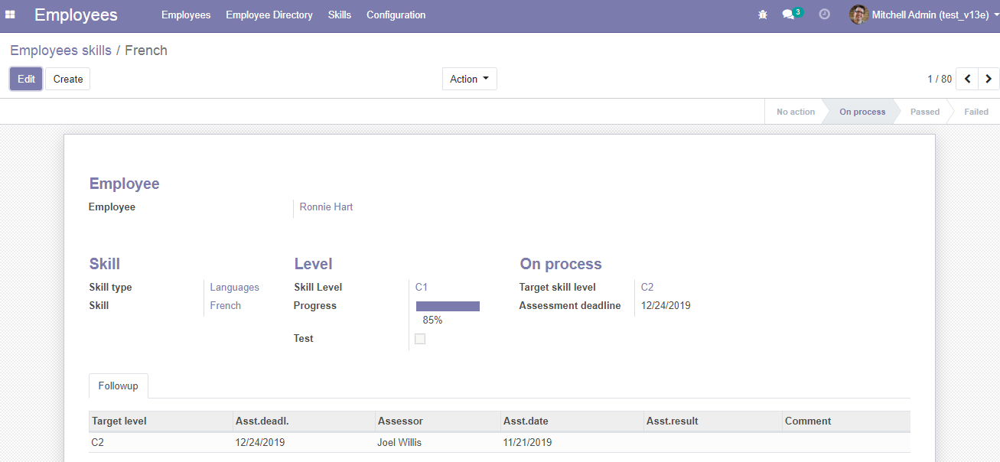 Employees Employees Employee Directory Skills Configuration 3 Mitchell Admin (test_v13e)
Employees skills / French
Edit Create Action 1 / 80
No action On process Passed Failed
Employee
Employee Ronnie Hart
Skill Level On process
Skill type Languages Skill Level C1 Target skill level C2
Skill French Progress Assessment deadline 12/24/2019
85%
Test
Followup
Target level Asst.deadl. Assessor Asst.date Asst.result Comment
C2 12/24/2019 Joel Willis 11/21/2019